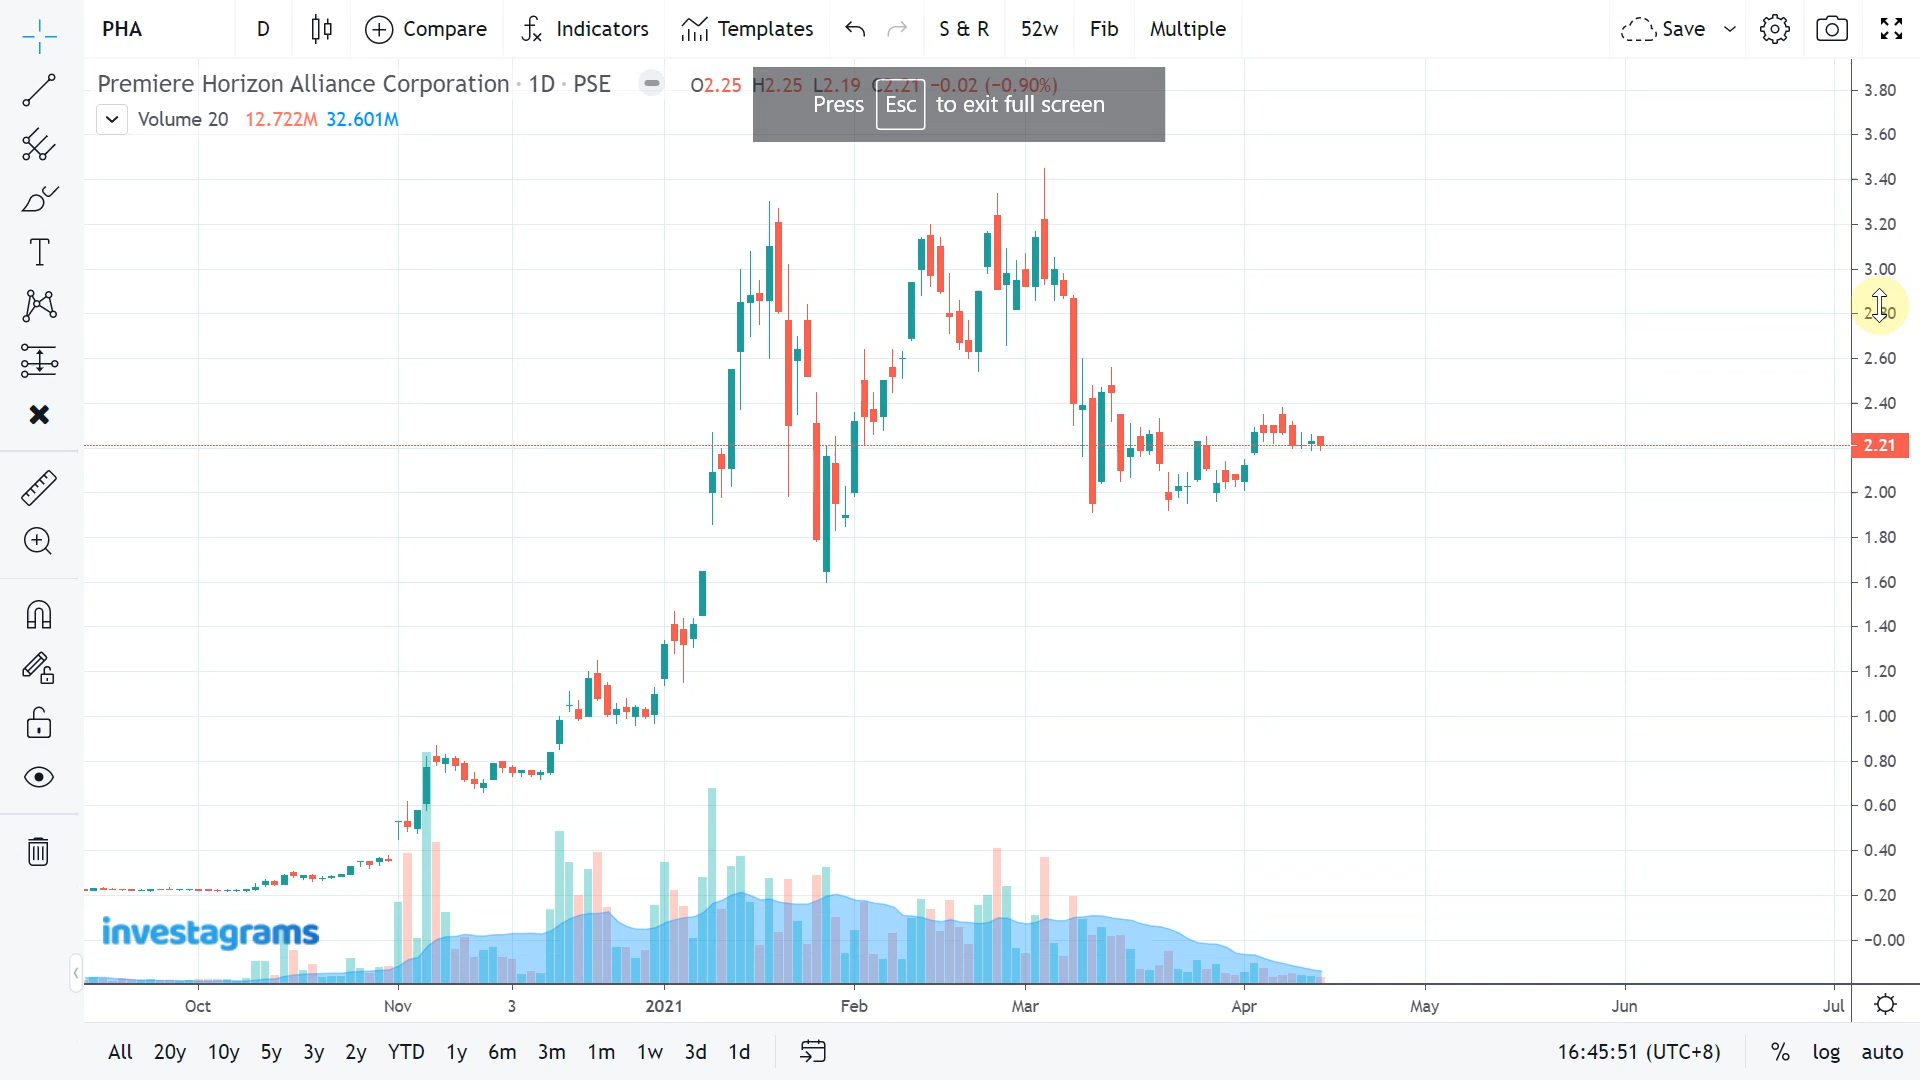 PHA D Compare Indicators Templates S & R 52w Fib Multiple Save
Premiere Horizon Alliance Corporation · 1D · PSE O2.25 H2.25 L2.19 C2.21 −0.02 (−0.90%)
Press Esc to exit full screen
Volume 20 12.722M 32.601M
3.80
3.60
3.40
3.20
3.00
2.80
2.60
2.40
2.21
2.00
1.80
1.60
1.40
1.20
1.00
0.80
0.60
0.40
0.20
−0.00
investagrams
Oct Nov 3 2021 Feb Mar Apr May Jun Jul
All 20y 10y 5y 3y 2y YTD 1y 6m 3m 1m 1w 3d 1d 16:45:51 (UTC+8) % log auto